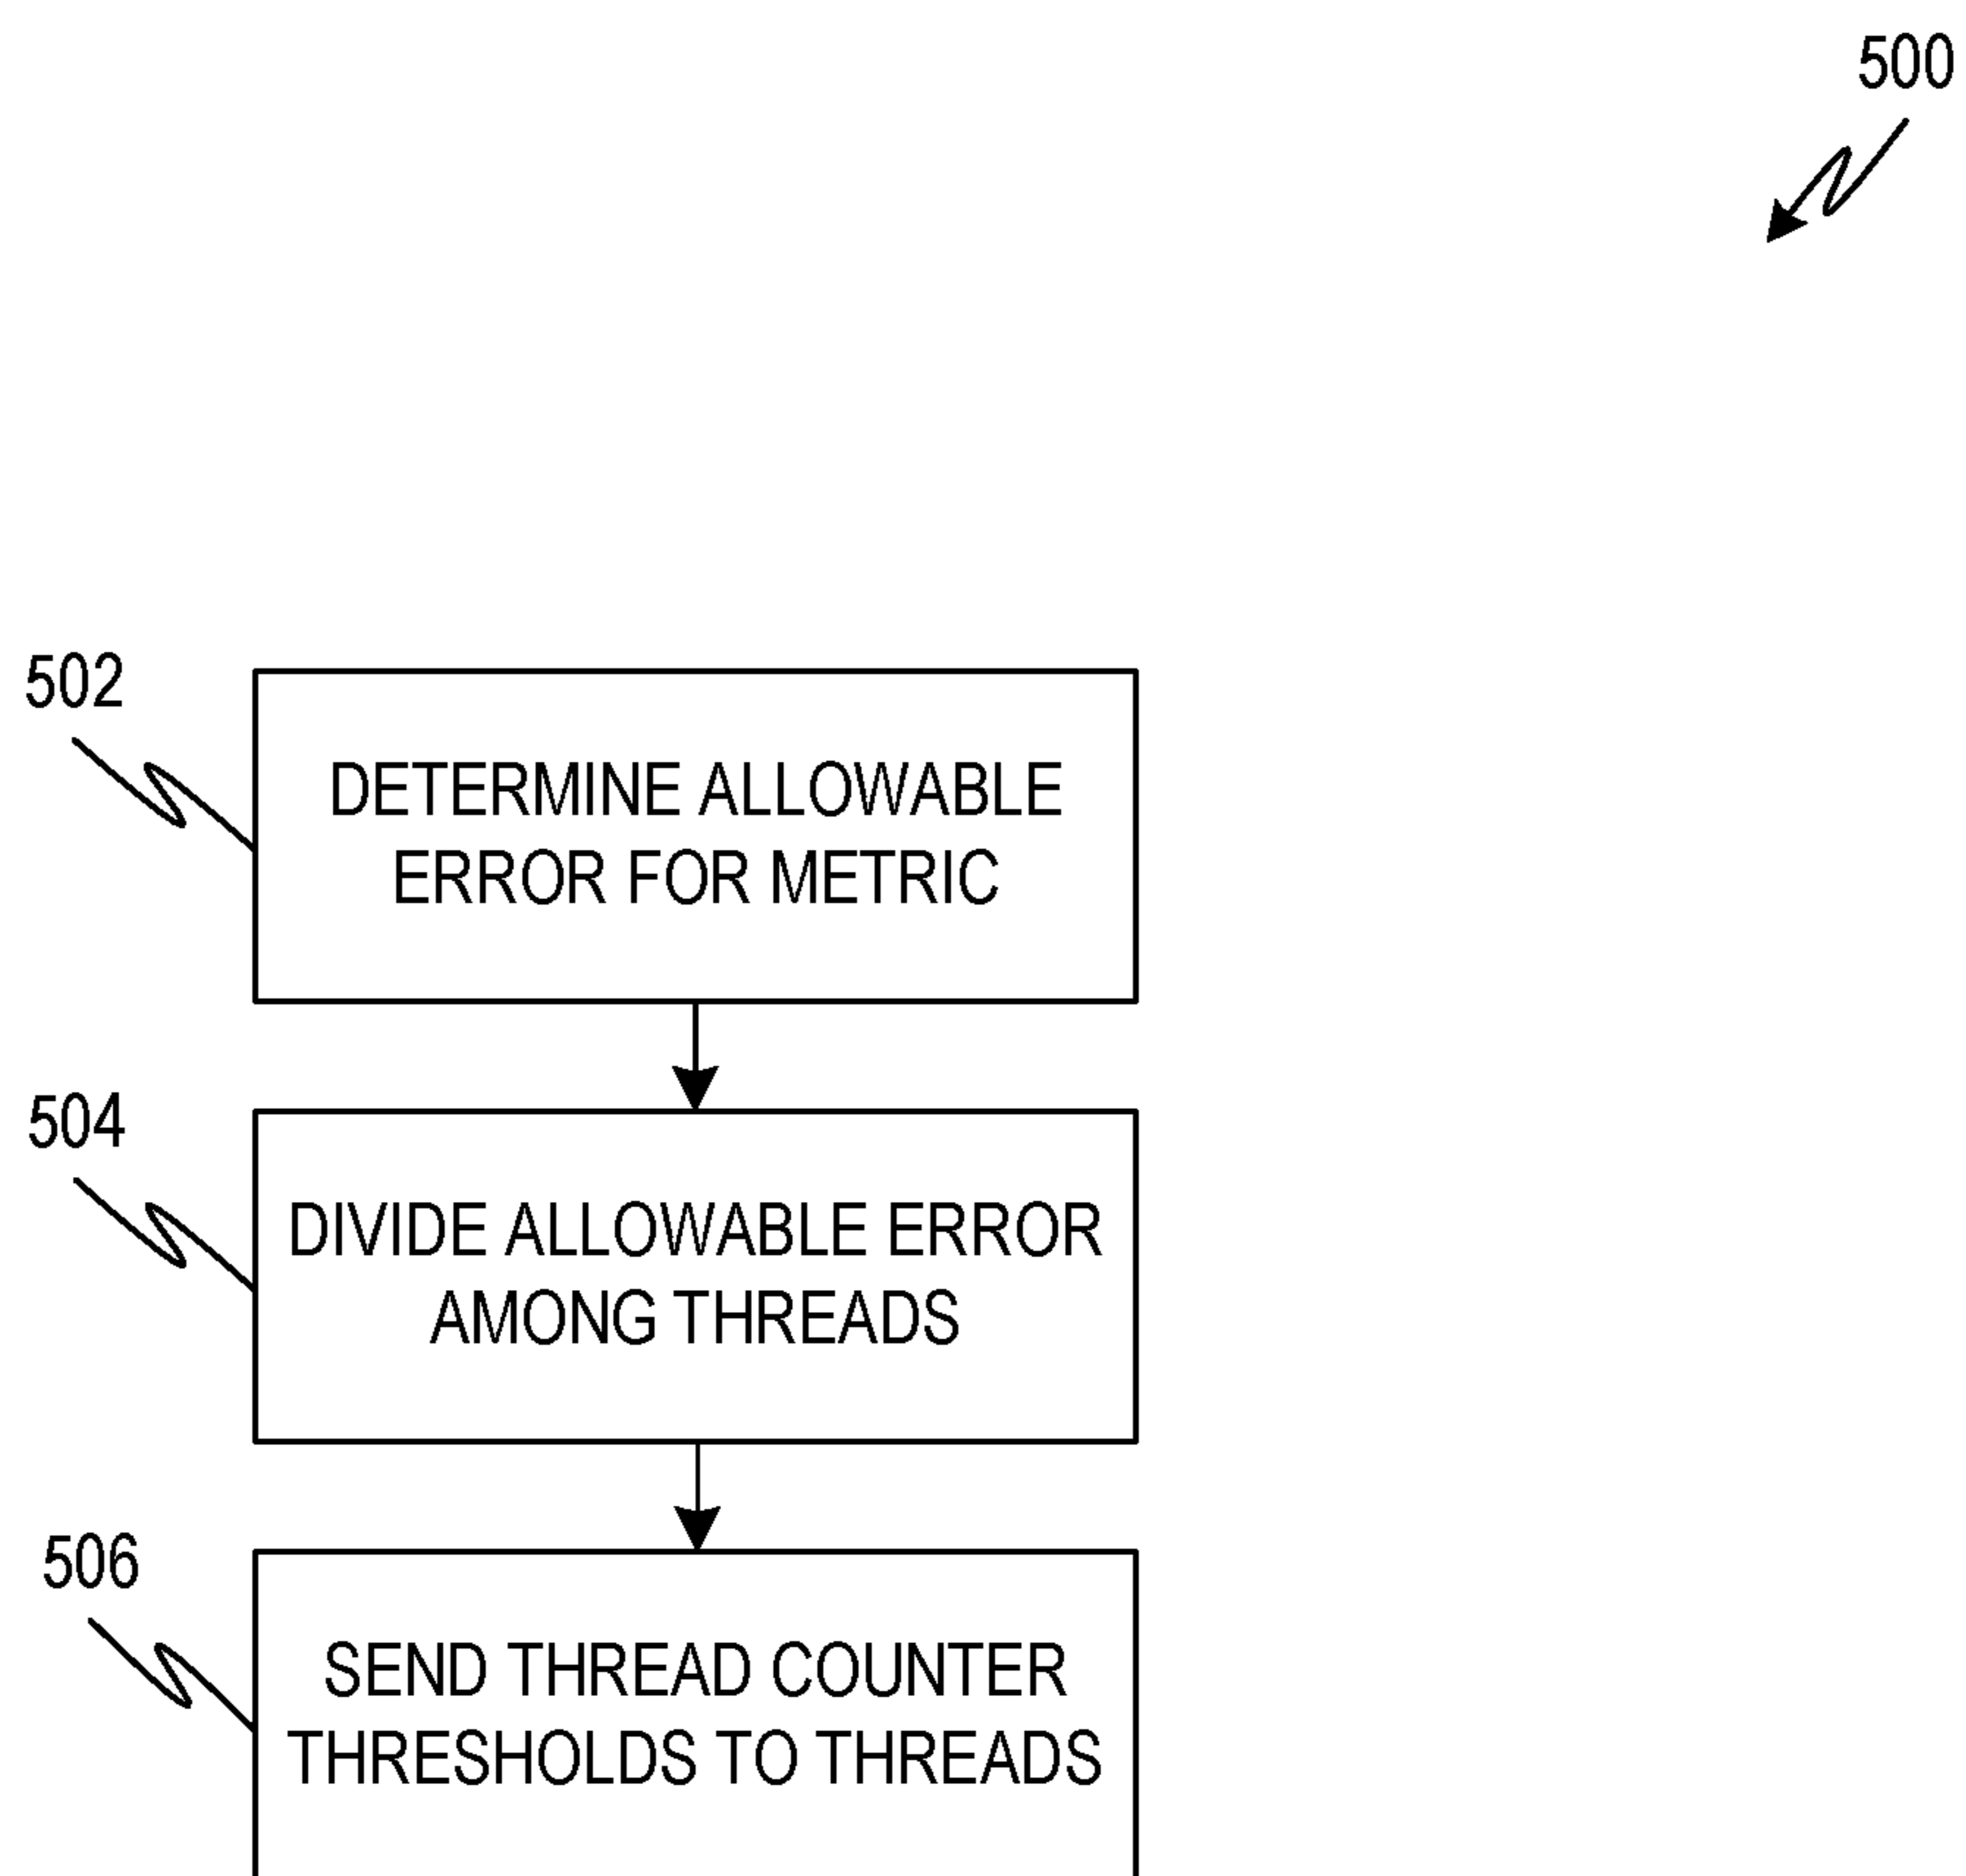 500
502
DETERMINE ALLOWABLE
ERROR FOR METRIC
504
DIVIDE ALLOWABLE ERROR
AMONG THREADS
506
SEND THREAD COUNTER
THRESHOLDS TO THREADS